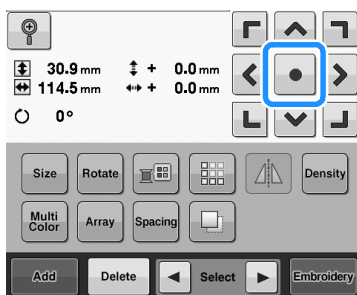 30.9 mm + 0.0 mm
114.5 mm + 0.0 mm
0°
Size Rotate Density
Multi Color Array Spacing
Add Delete Select Embroidery